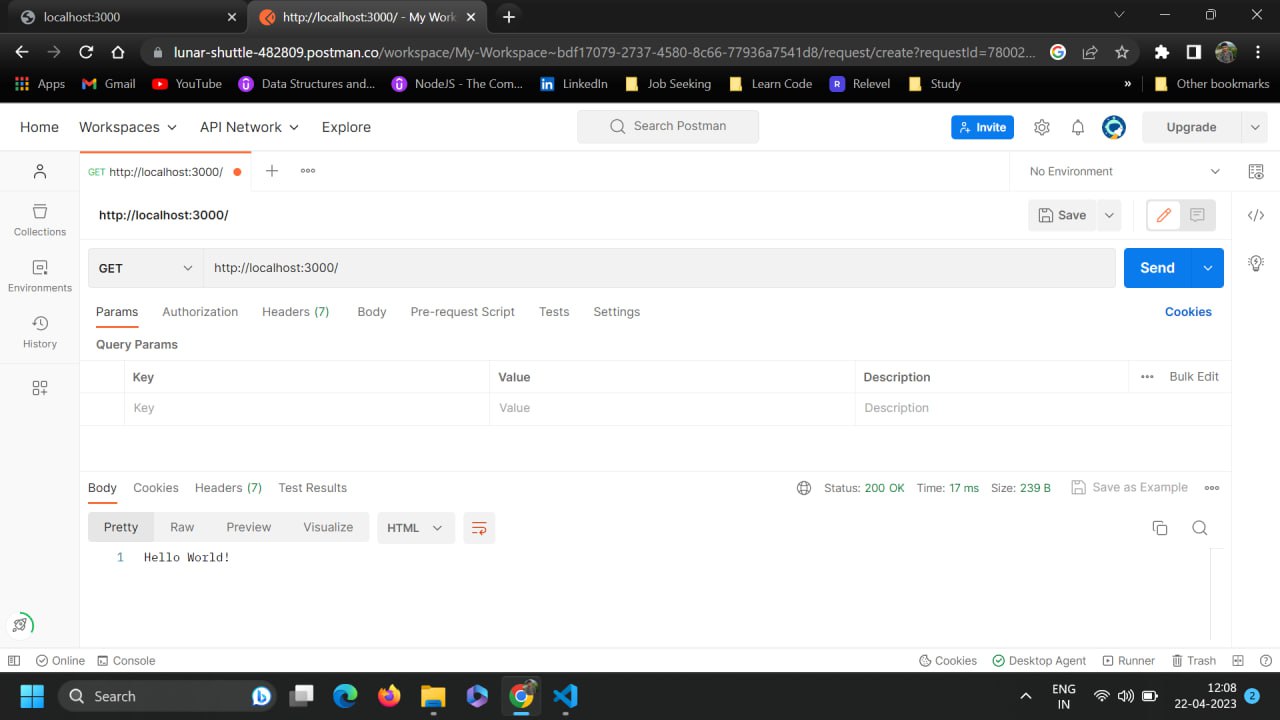 localhost:3000
http://localhost:3000/ - My Work
lunar-shuttle-482809.postman.co/workspace/My-Workspace~bdf17079-2737-4580-8c66-77936a7541d8/request/create?requestId=78002...
Apps Gmail YouTube Data Structures and... NodeJS - The Com... LinkedIn Job Seeking Learn Code Relevel Study » Other bookmarks
Home Workspaces API Network Explore Search Postman Invite Upgrade
GET http://localhost:3000/ No Environment
http://localhost:3000/ Save
Collections
Environments
History
GET http://localhost:3000/ Send
Params Authorization Headers (7) Body Pre-request Script Tests Settings Cookies
Query Params
Key Value Description Bulk Edit
Key Value Description
Body Cookies Headers (7) Test Results Status: 200 OK Time: 17 ms Size: 239 B Save as Example
Pretty Raw Preview Visualize HTML
1 Hello World!
Online Console Cookies Desktop Agent Runner Trash
Search ENG 12:08
IN 22-04-2023 2